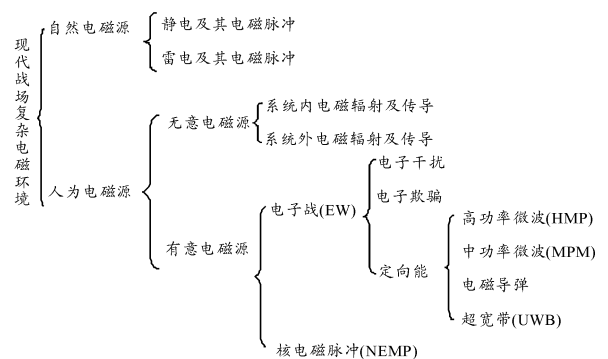 现代战场复杂电磁环境
自然电磁源
静电及其电磁脉冲
雷电及其电磁脉冲
人为电磁源
无意电磁源
系统内电磁辐射及传导
系统外电磁辐射及传导
有意电磁源
电子战(EW)
电子干扰
电子欺骗
定向能
高功率微波(HMP)
中功率微波(MPM)
电磁导弹
超宽带(UWB)
核电磁脉冲(NEMP)